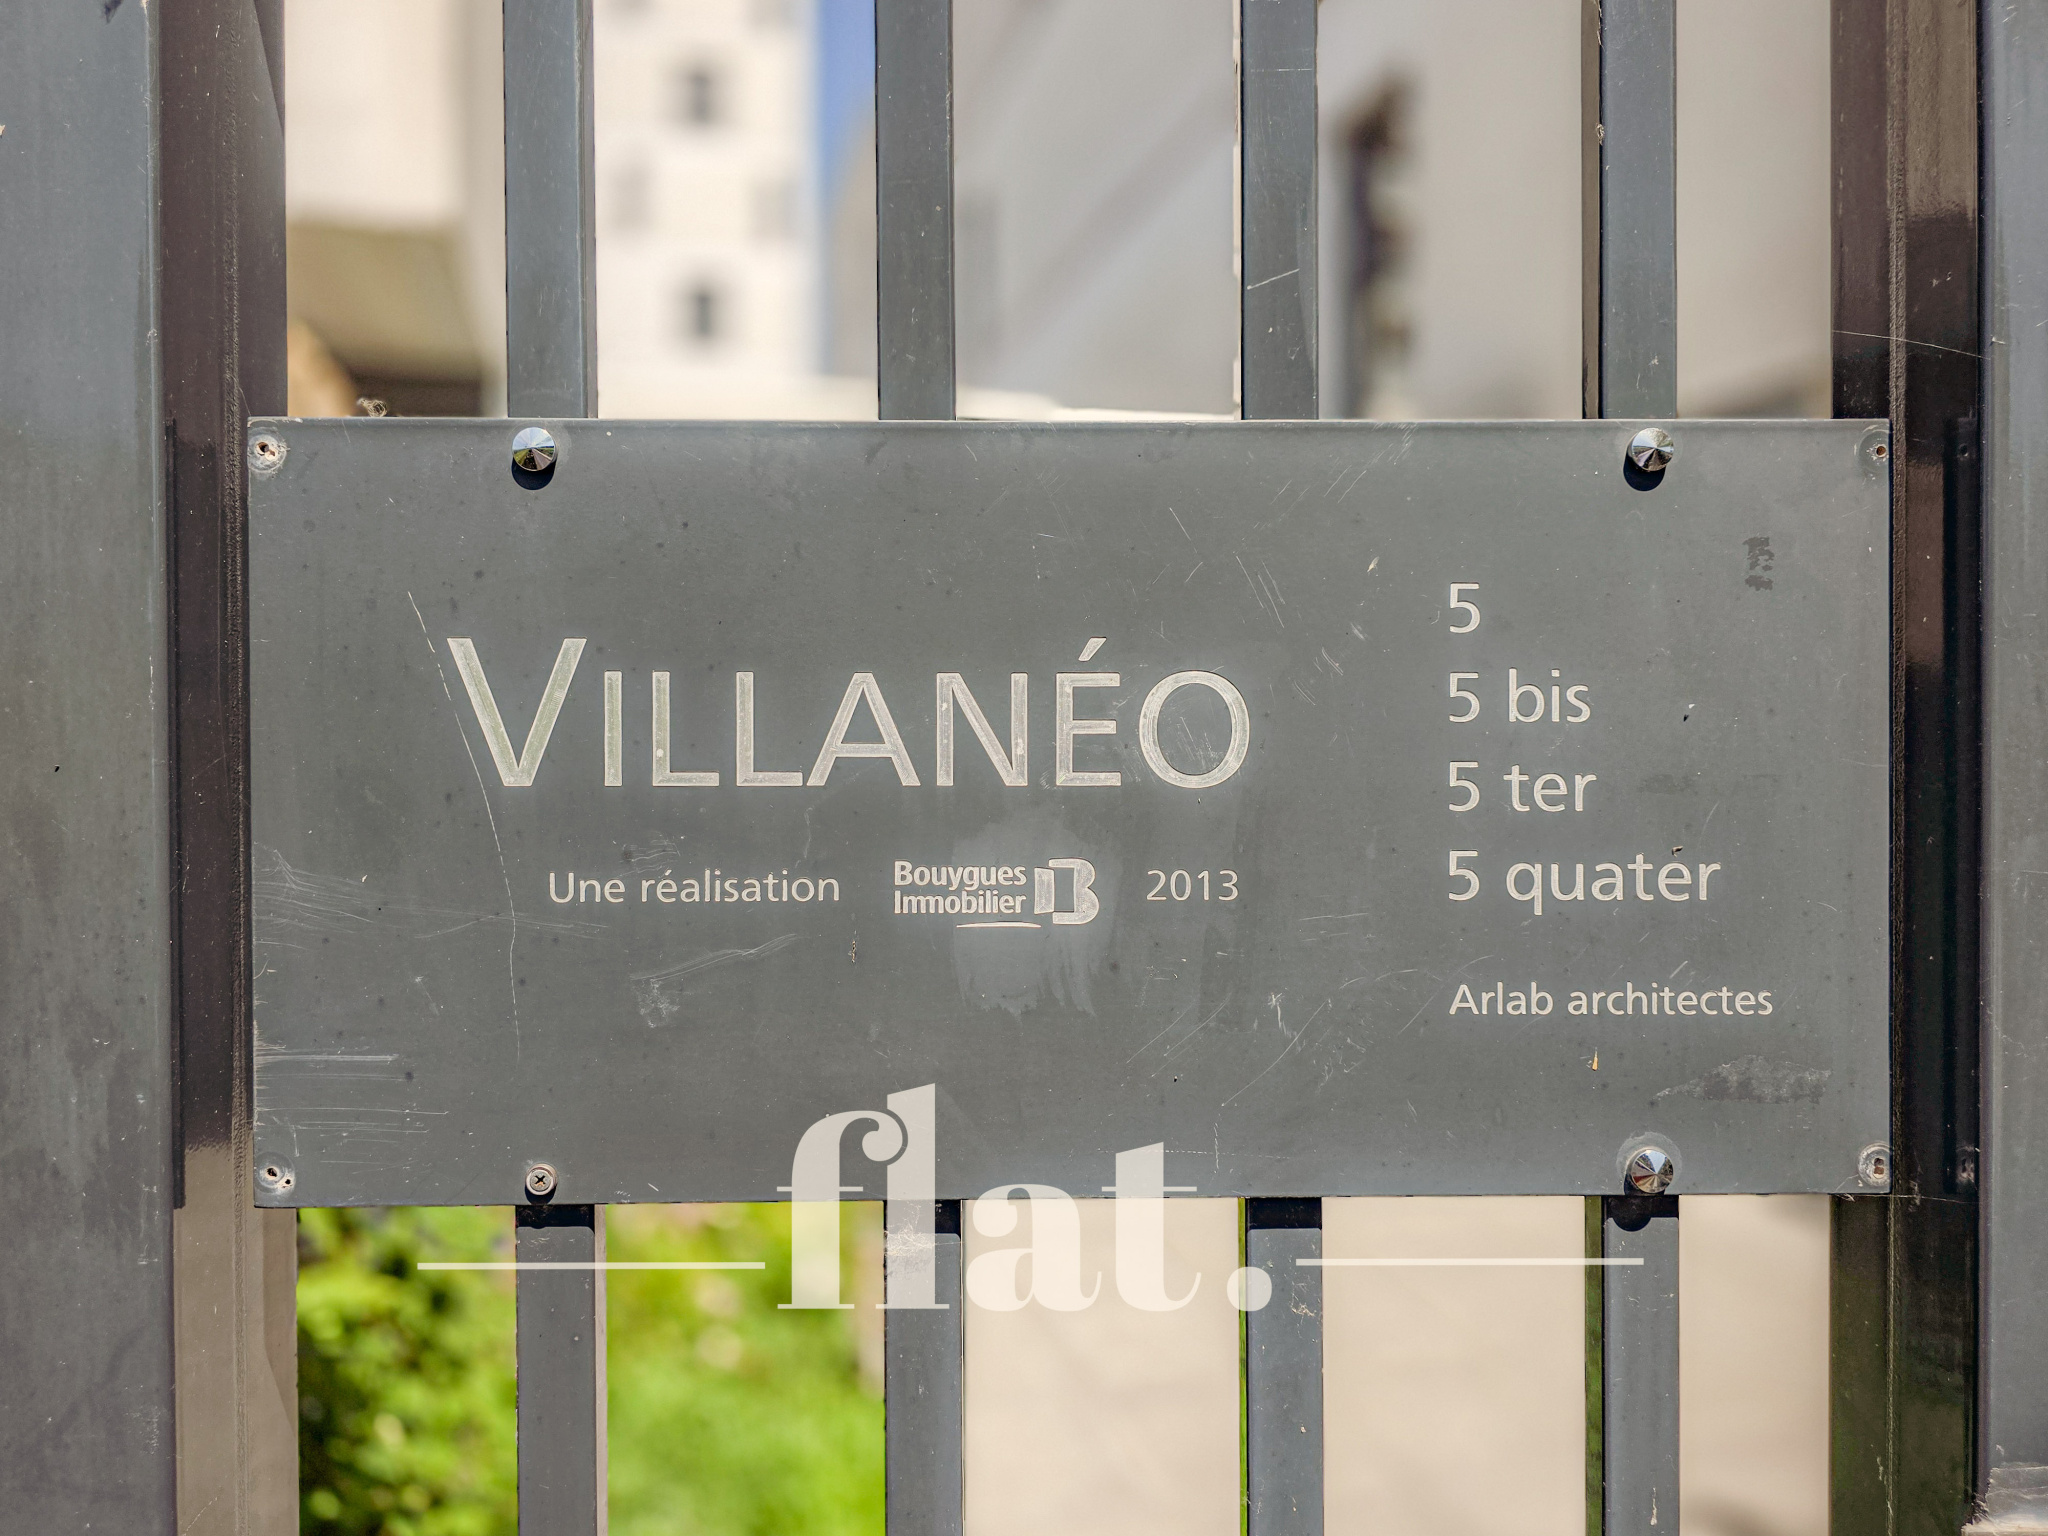 VILLANÉO
Une réalisation Bouygues Immobilier 2013
5
5 bis
5 ter
5 quater
Arlab architectes
flat.